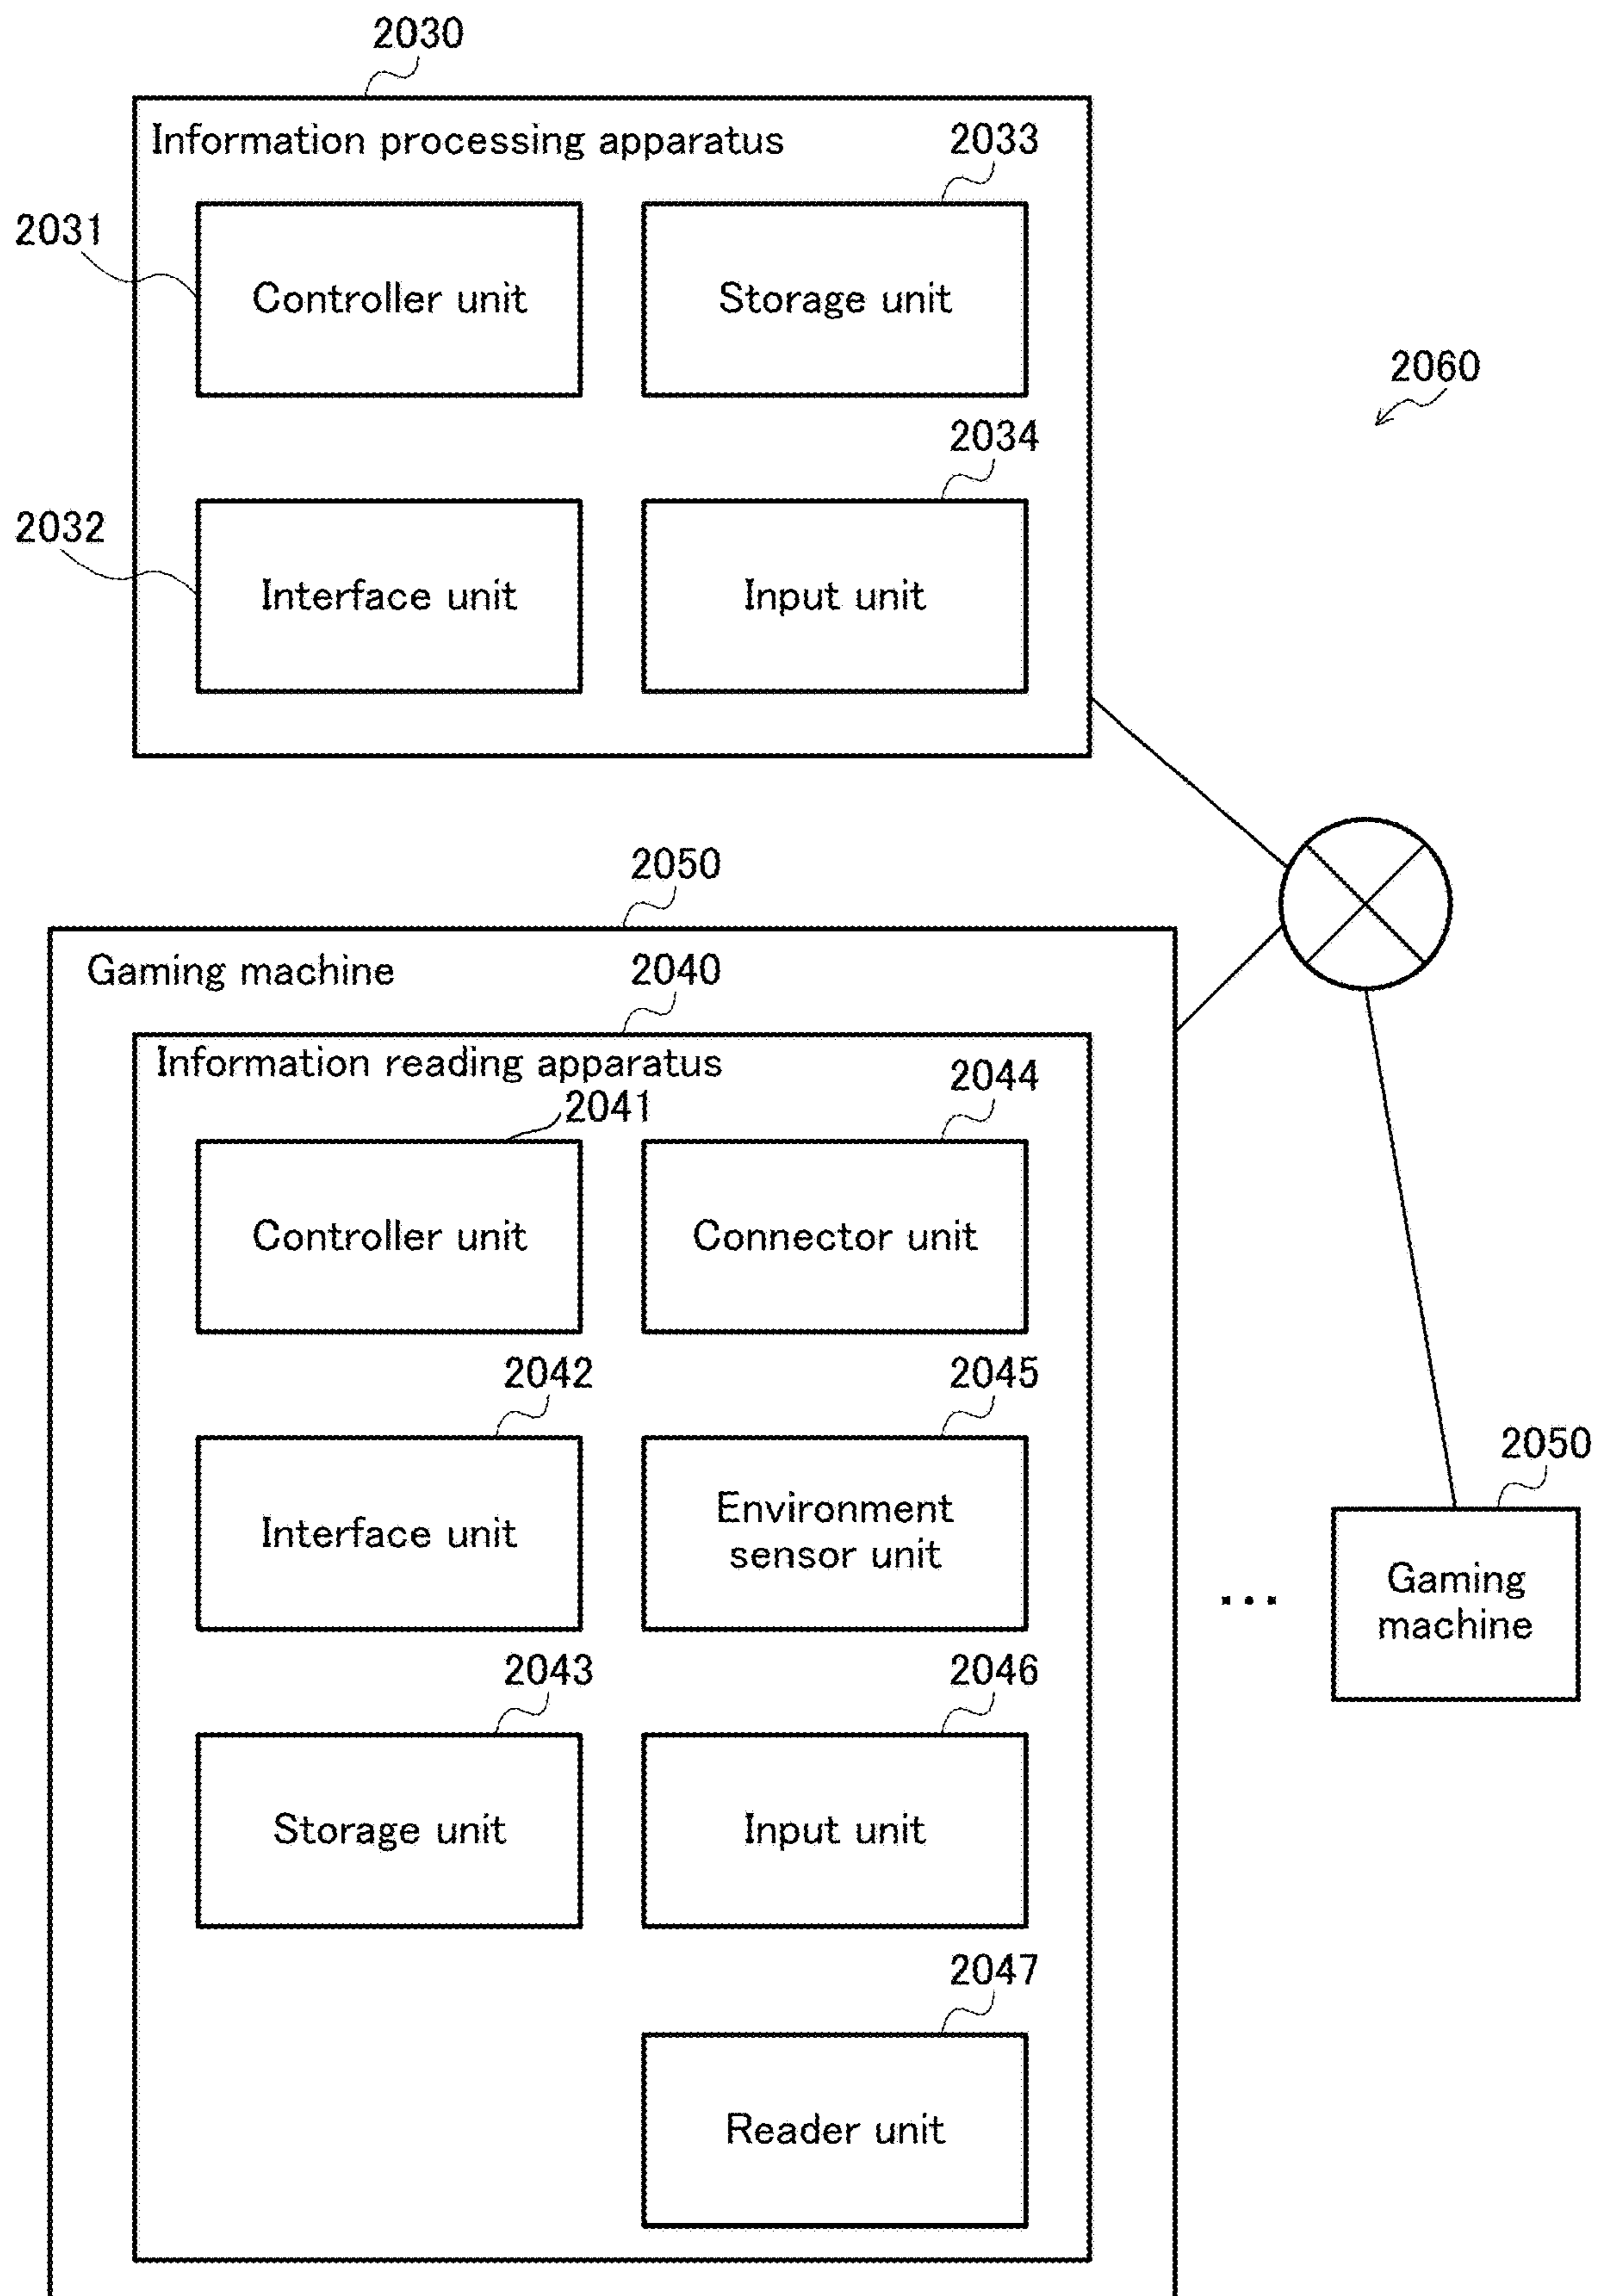 2030
Information processing apparatus
2033
2031
Controller unit
Storage unit
2060
2034
2032
Interface unit
Input unit
2050
Gaming machine
2040
Information reading apparatus
2044
2041
Controller unit
Connector unit
2042
2045
2050
Interface unit
Environment
sensor unit
...
Gaming
machine
2043
2046
Storage unit
Input unit
2047
Reader unit